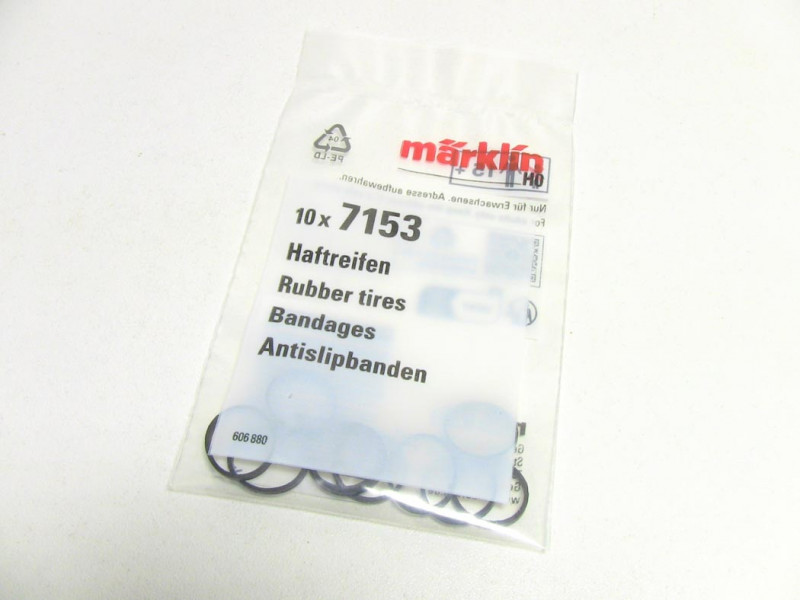 04
PE-LD
märklin
H0
15+
Nur für Erwachsene. Adresse aufbewahren.
10 x 7153
Haftreifen
Rubber tires
Bandages
Antislipbanden
606 880